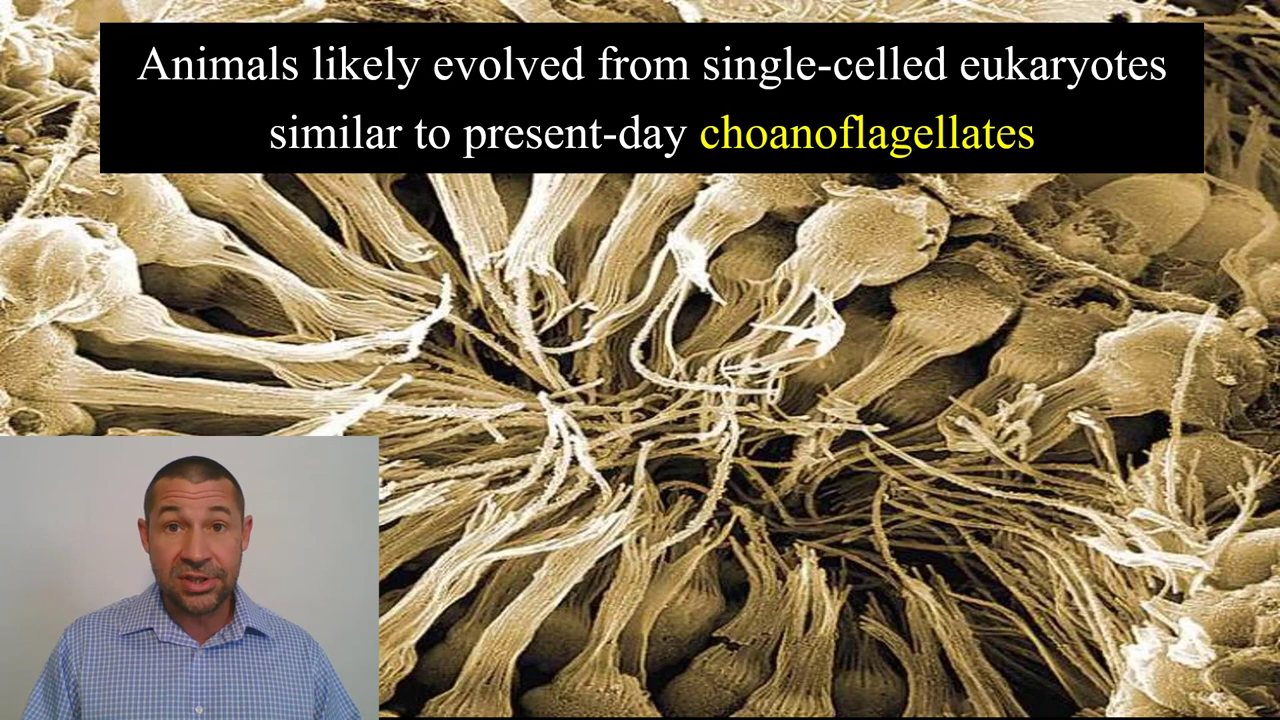 Animals likely evolved from single-celled eukaryotes
similar to present-day choanoflagellates